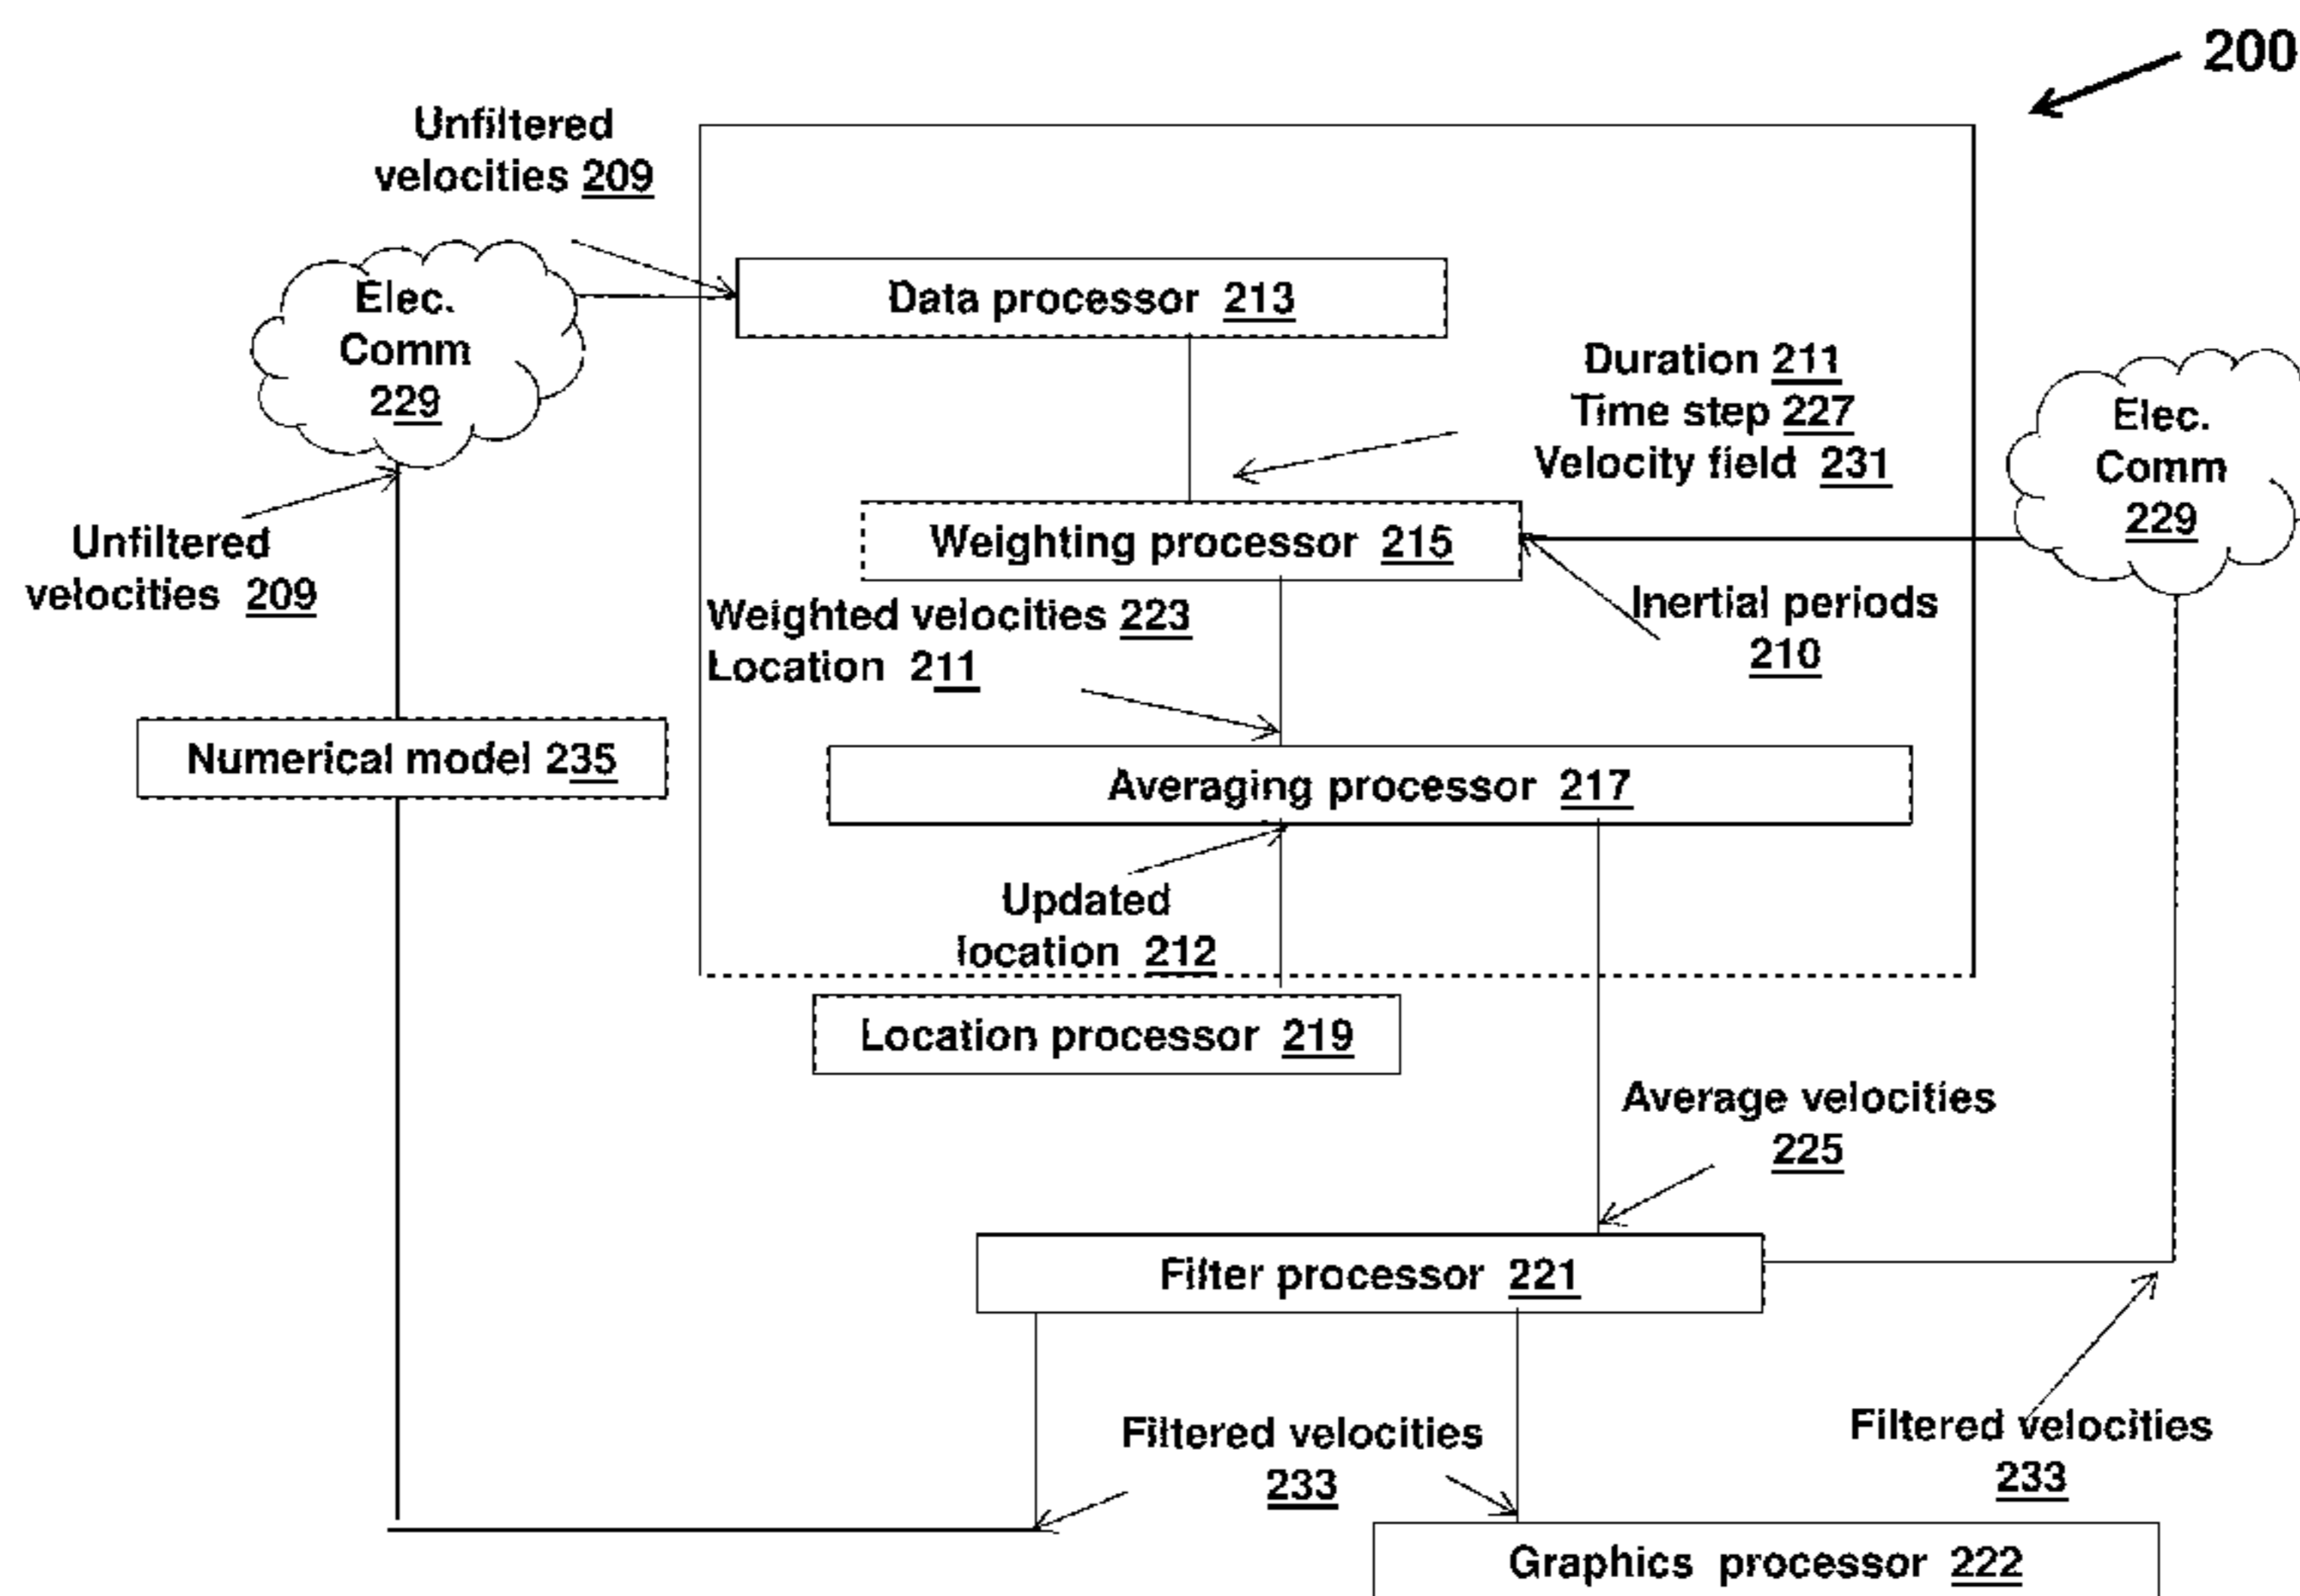 200
Unfiltered
velocities 209
Elec.
Comm
229
Data processor 213
Duration 211
Time step 227
Velocity field 231
Elec.
Comm
229
Unfiltered
velocities 209
Weighting processor 215
Inertial periods
210
Weighted velocities 223
Location 211
Numerical model 235
Averaging processor 217
Updated
location 212
Location processor 219
Average velocities
225
Filter processor 221
Filtered velocities
233
Filtered velocities
233
Graphics processor 222